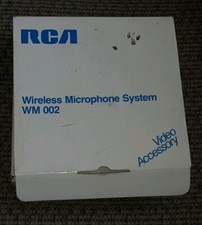 RCA
Wireless Microphone System
WM 002
Video
Accessory